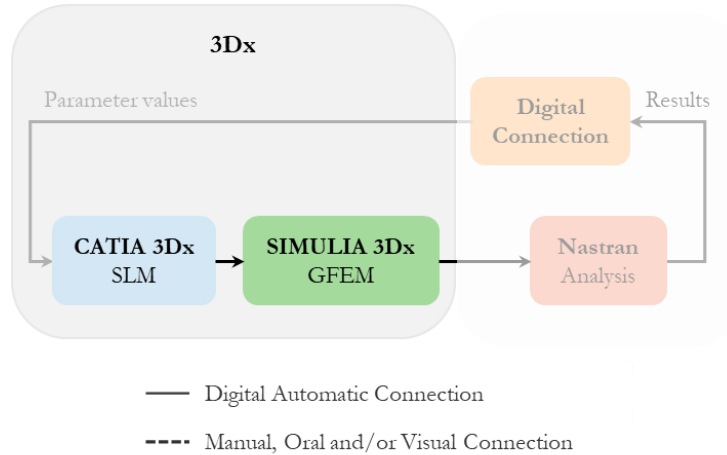 3Dx
Parameter values
Digital
Connection
Results
CATIA 3Dx
SLM
SIMULIA 3Dx
GFEM
Nastran
Analysis
Digital Automatic Connection
Manual, Oral and/or Visual Connection